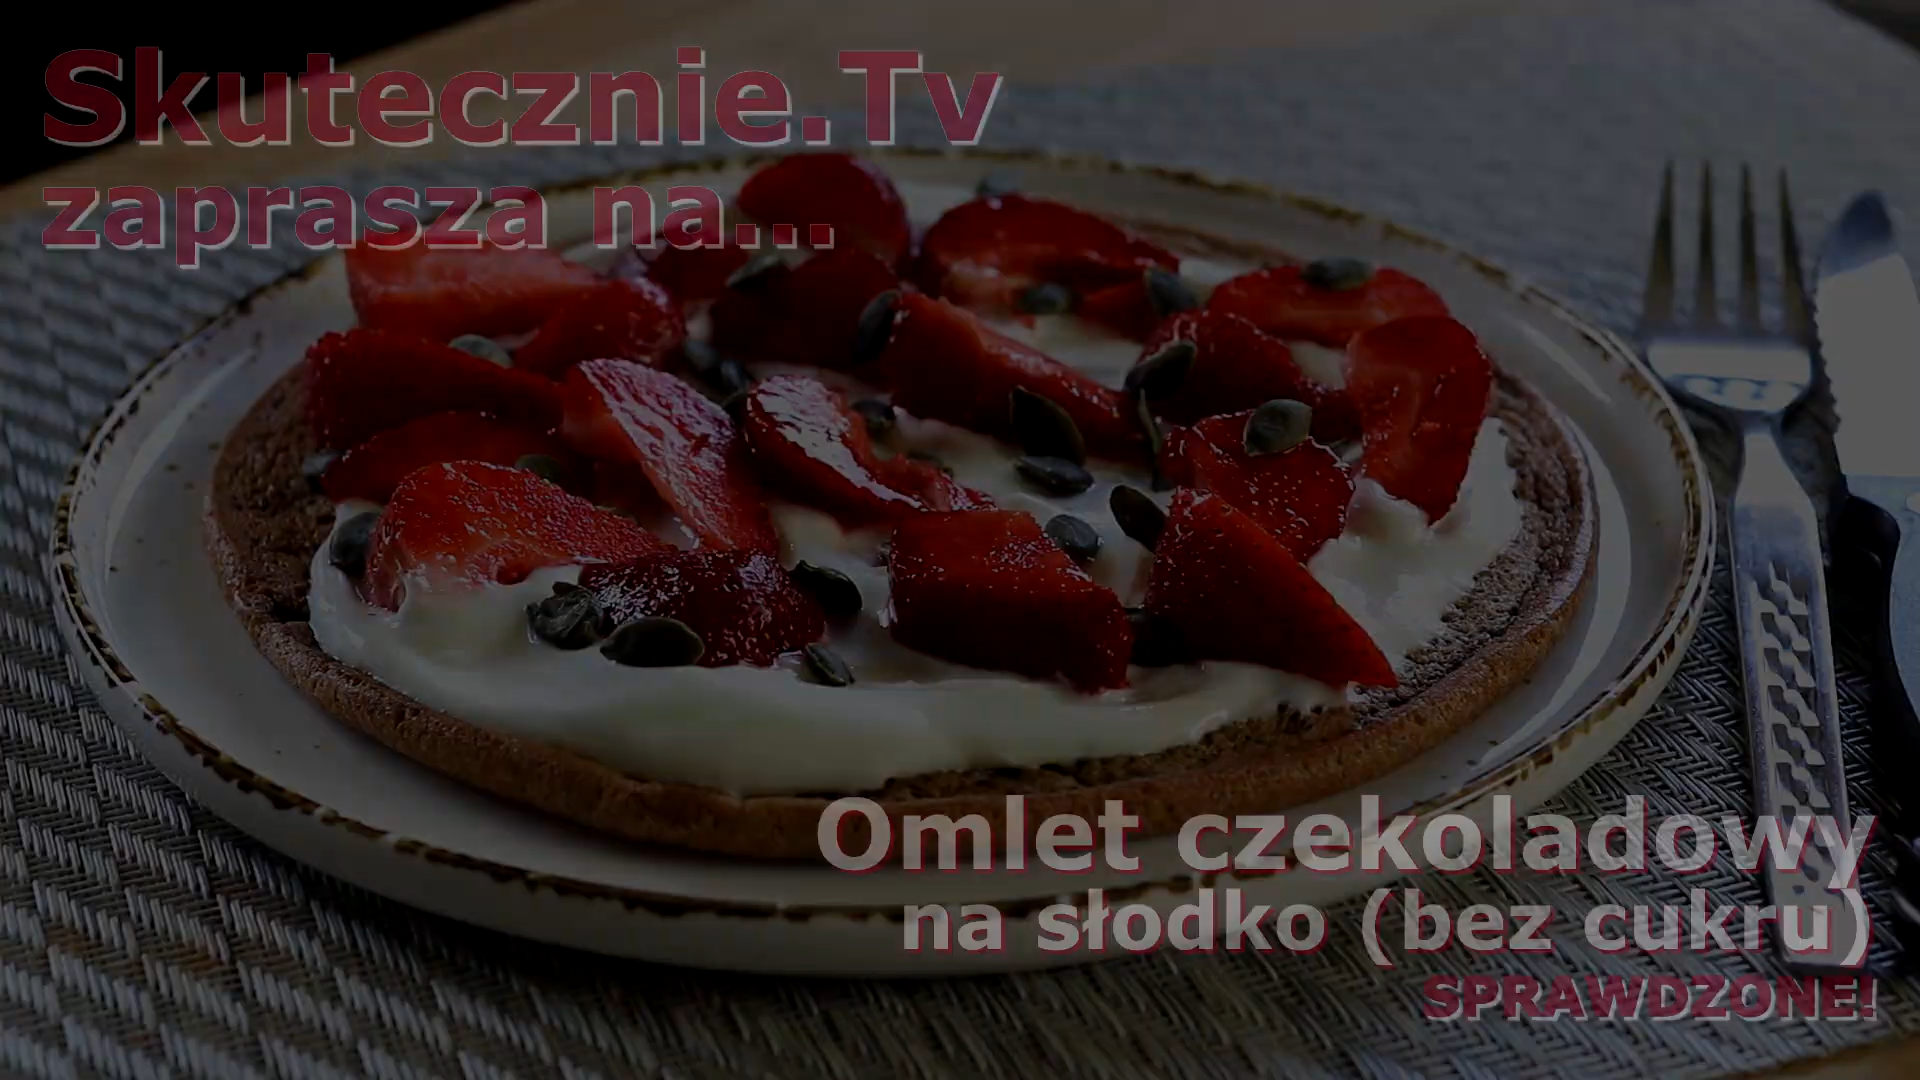 Skutecznie.Tv
zaprasza na...
Omlet czekoladowy
na słodko (bez cukru)
SPRAWDZONE!